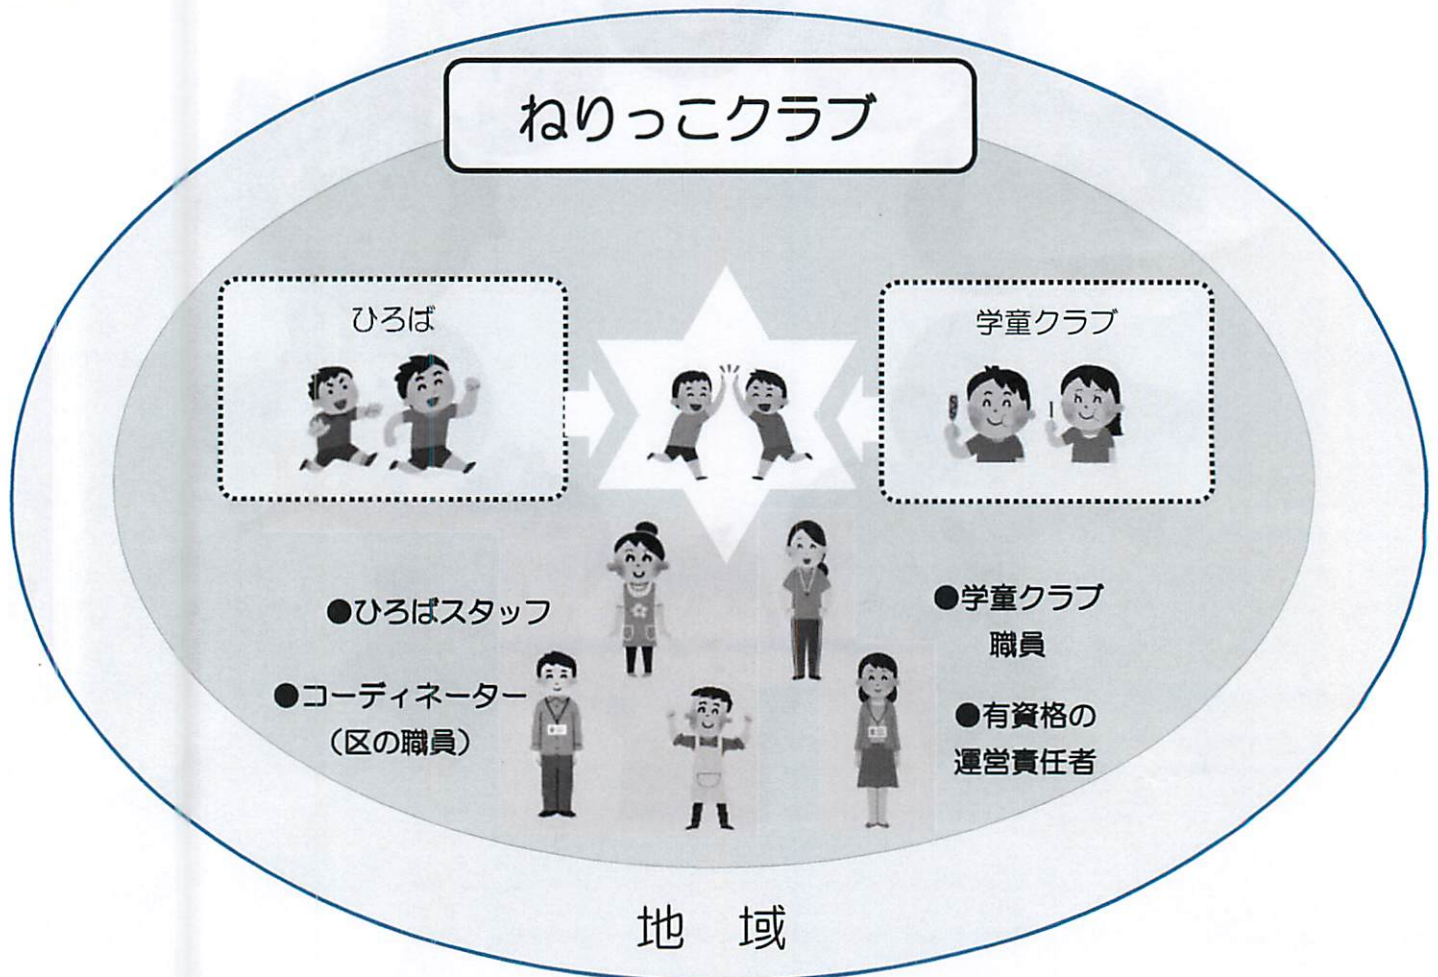 ねりっこクラブ
ひろば
学童クラブ
●ひろばスタッフ
●学童クラブ
職員
●コーディネーター
(区の職員)
●有資格の
運営責任者
地 域